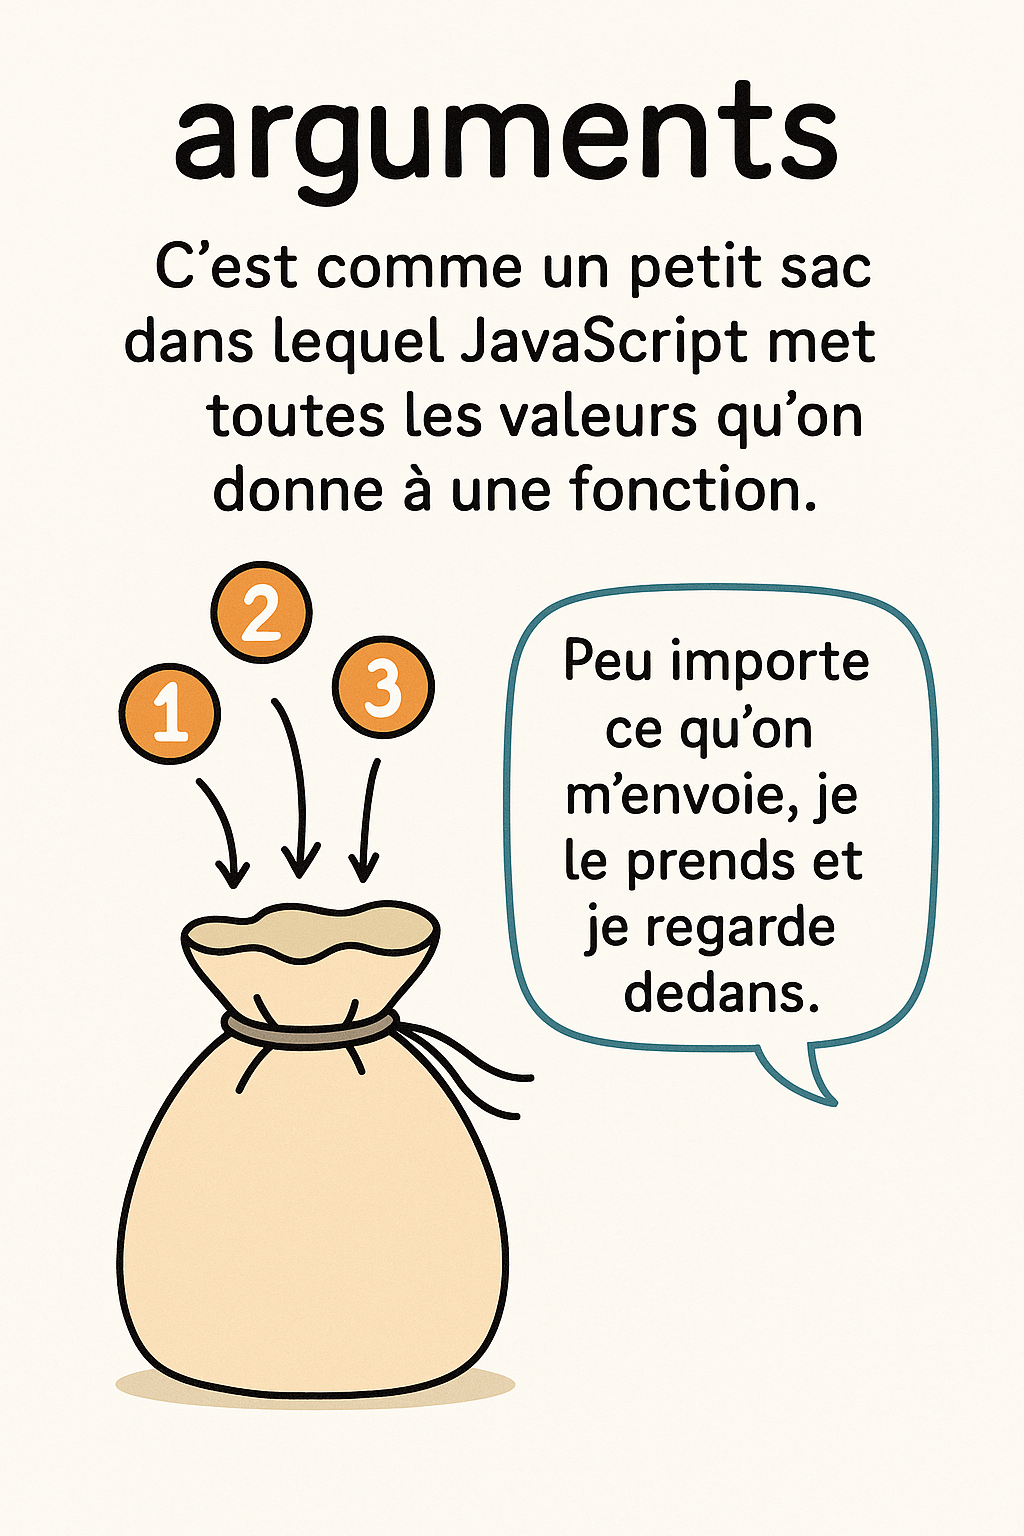 arguments
C’est comme un petit sac
dans lequel JavaScript met
toutes les valeurs qu’on
donne à une fonction.
2
3
1
Peu importe
ce qu’on
m’envoie, je
le prends et
je regarde
dedans.